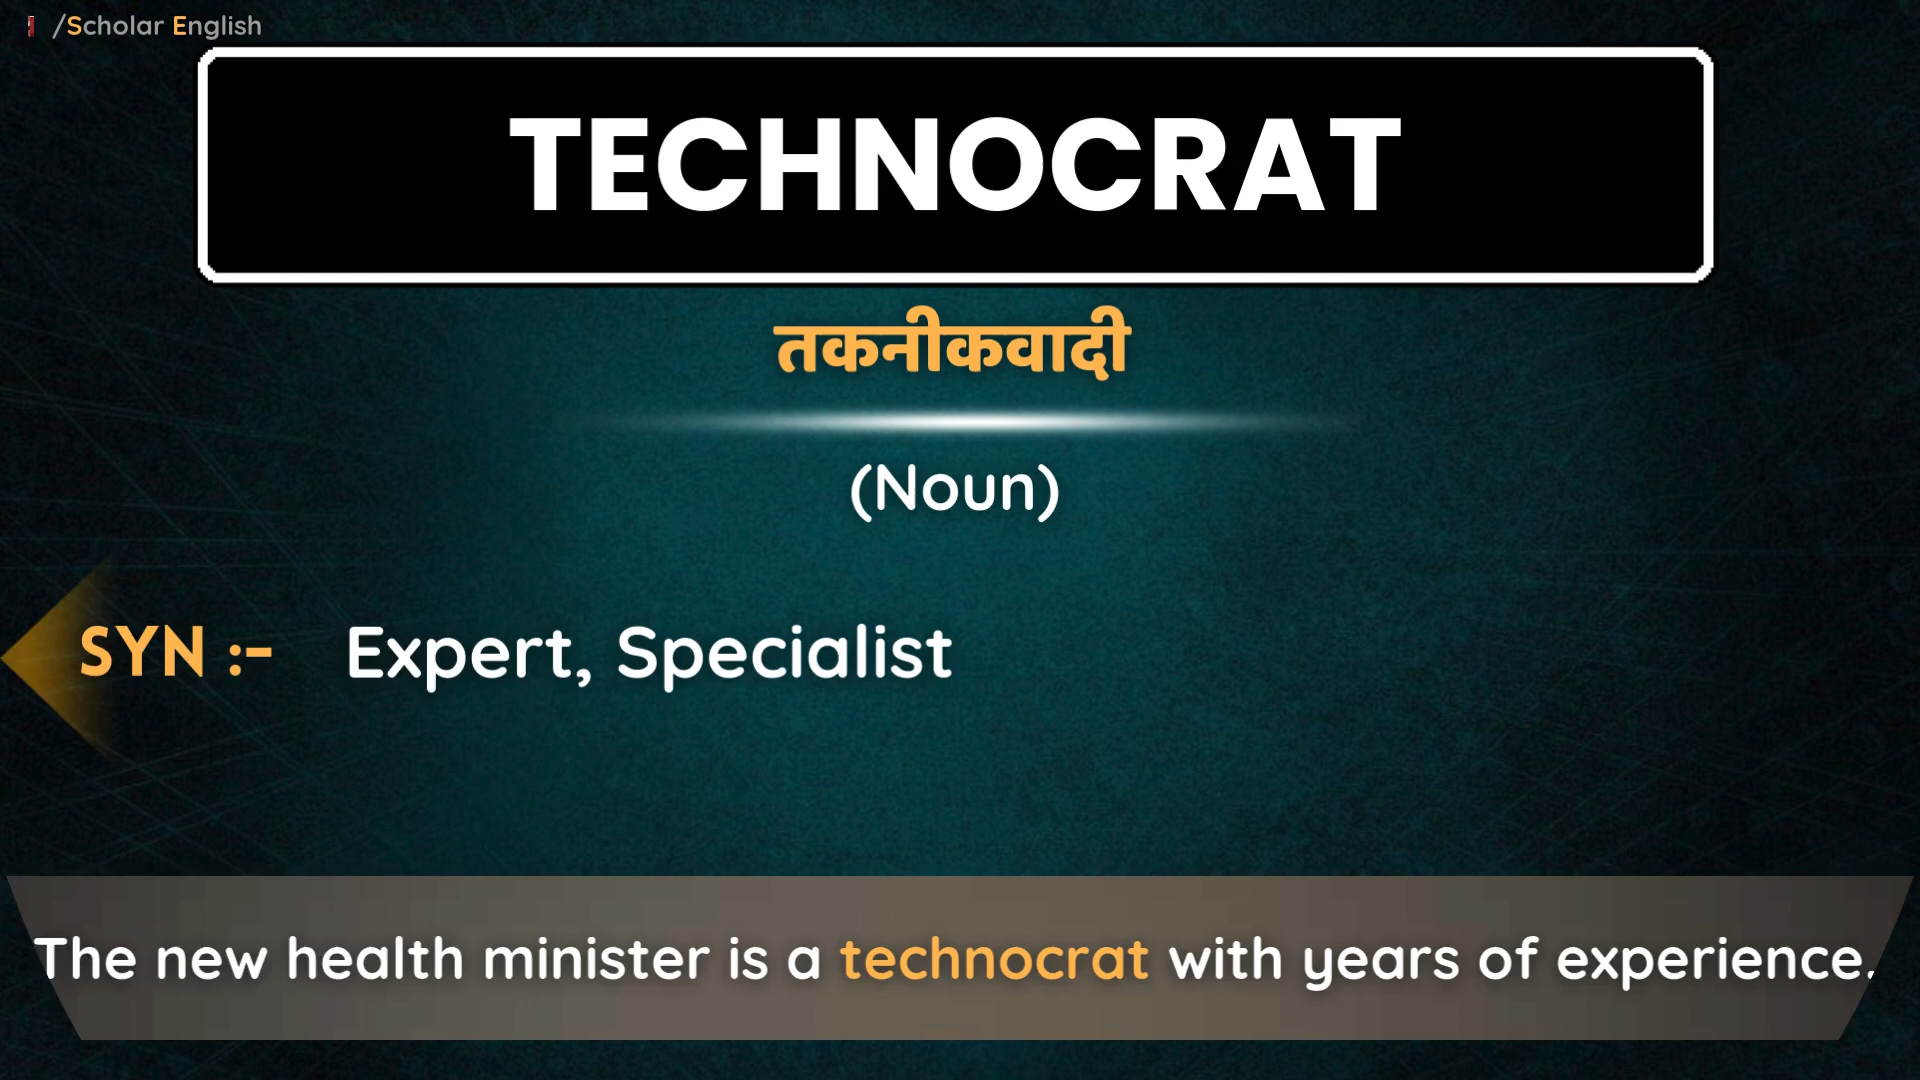 /Scholar English
TECHNOCRAT
तकनीकवादी
(Noun)
SYN :- Expert, Specialist
The new health minister is a technocrat with years of experience.